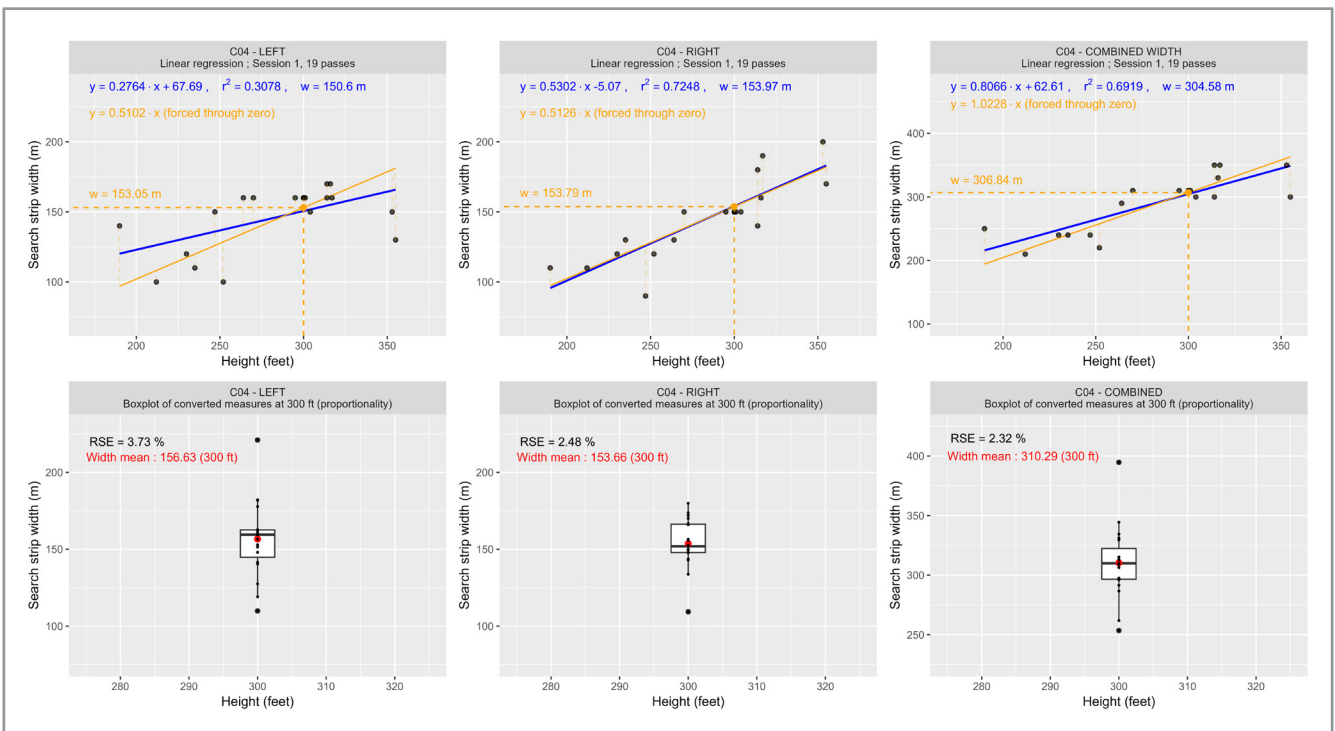 C04 - LEFT
Linear regression ; Session 1, 19 passes
y = 0.2764 · x + 67.69 , r² = 0.3078 , w = 150.6 m
y = 0.5102 · x (forced through zero)
w = 153.05 m
Search strip width (m)
200
150
100
200 250 300 350
Height (feet)
C04 - RIGHT
Linear regression ; Session 1, 19 passes
y = 0.5302 · x -5.07 , r² = 0.7248 , w = 153.97 m
y = 0.5126 · x (forced through zero)
w = 153.79 m
Search strip width (m)
200
150
100
200 250 300 350
Height (feet)
C04 - COMBINED WIDTH
Linear regression ; Session 1, 19 passes
y = 0.8066 · x + 62.61 , r² = 0.6919 , w = 304.58 m
y = 1.0228 · x (forced through zero)
w = 306.84 m
Search strip width (m)
400
300
200
100
200 250 300 350
Height (feet)
C04 - LEFT
Boxplot of converted measures at 300 ft (proportionality)
RSE = 3.73 %
Width mean : 156.63 (300 ft)
Search strip width (m)
200
150
100
280 290 300 310 320
Height (feet)
C04 - RIGHT
Boxplot of converted measures at 300 ft (proportionality)
RSE = 2.48 %
Width mean : 153.66 (300 ft)
Search strip width (m)
200
150
100
280 290 300 310 320
Height (feet)
C04 - COMBINED
Boxplot of converted measures at 300 ft (proportionality)
RSE = 2.32 %
Width mean : 310.29 (300 ft)
Search strip width (m)
400
350
300
250
280 290 300 310 320
Height (feet)